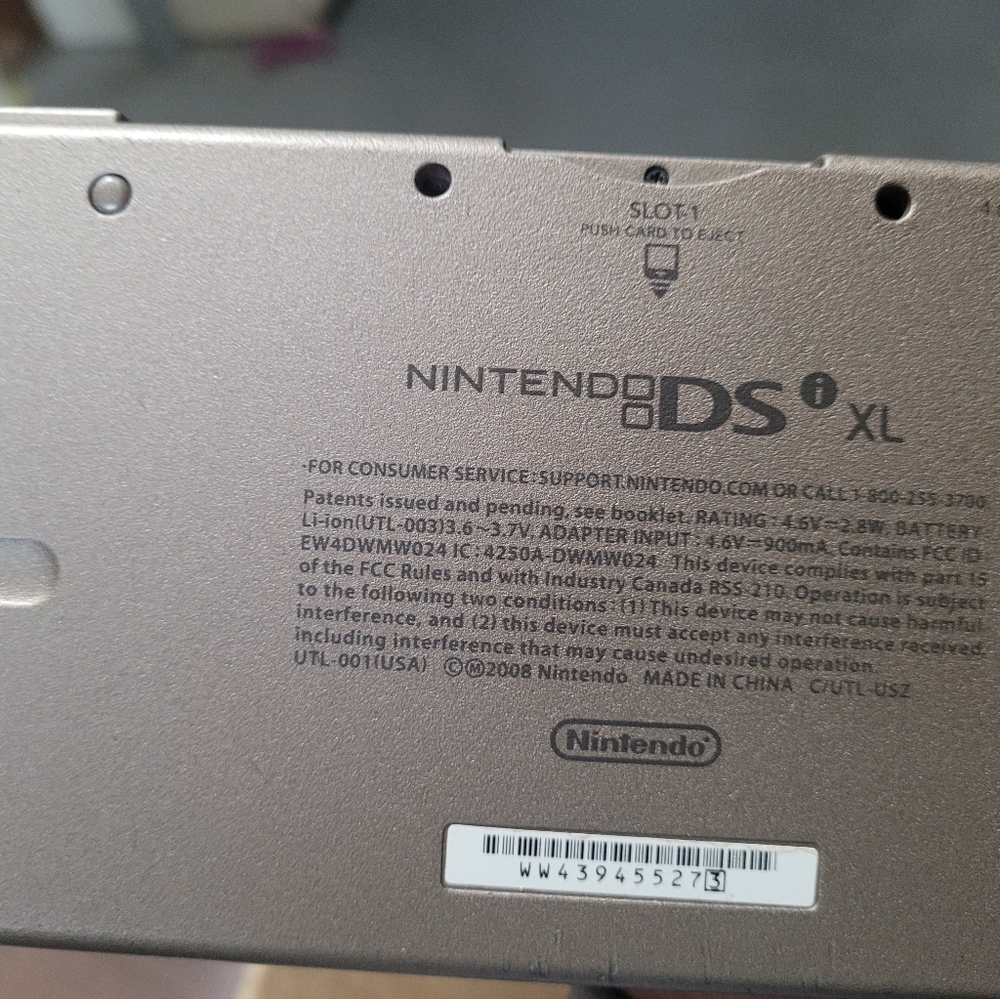 SLOT-1
PUSH CARD TO EJECT
NINTENDO DSi XL
·FOR CONSUMER SERVICE:SUPPORT.NINTENDO.COM OR CALL 1-800-255-3700
Patents issued and pending, see booklet. RATING : 4.6V⎓2.8W, BATTERY
Li-ion(UTL-003)3.6~3.7V, ADAPTER INPUT : 4.6V⎓900mA, Contains FCC ID
EW4DWMW024 IC : 4250A-DWMW024 This device complies with part 15
of the FCC Rules and with Industry Canada RSS-210. Operation is subject
to the following two conditions : (1) This device may not cause harmful
interference, and (2) this device must accept any interference received,
including interference that may cause undesired operation.
UTL-001(USA) ©Ⓜ2008 Nintendo MADE IN CHINA C/UTL-USZ
Nintendo
WW439455273